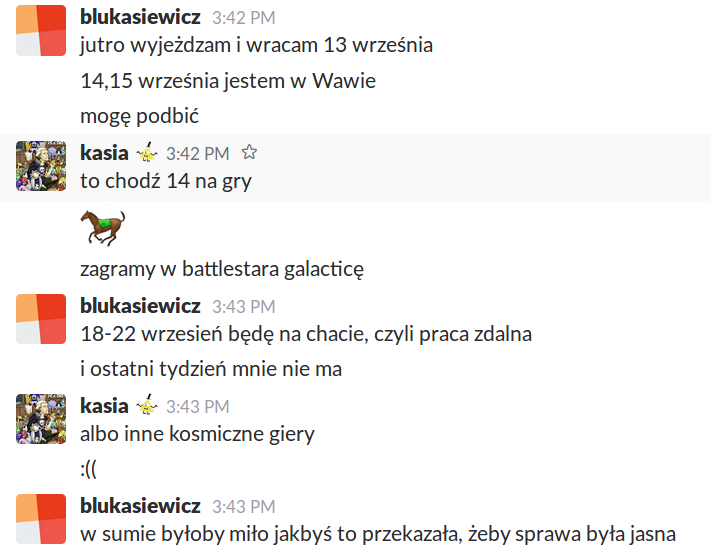 blukasiewicz 3:42 PM
jutro wyjeżdzam i wracam 13 września
14,15 września jestem w Wawie
mogę podbić
kasia 3:42 PM
to chodź 14 na gry
zagramy w battlestara galacticę
blukasiewicz 3:43 PM
18-22 wrzesień będę na chacie, czyli praca zdalna
i ostatni tydzień mnie nie ma
kasia 3:43 PM
albo inne kosmiczne giery
:((
blukasiewicz 3:43 PM
w sumie byłoby miło jakbyś to przekazała, żeby sprawa była jasna